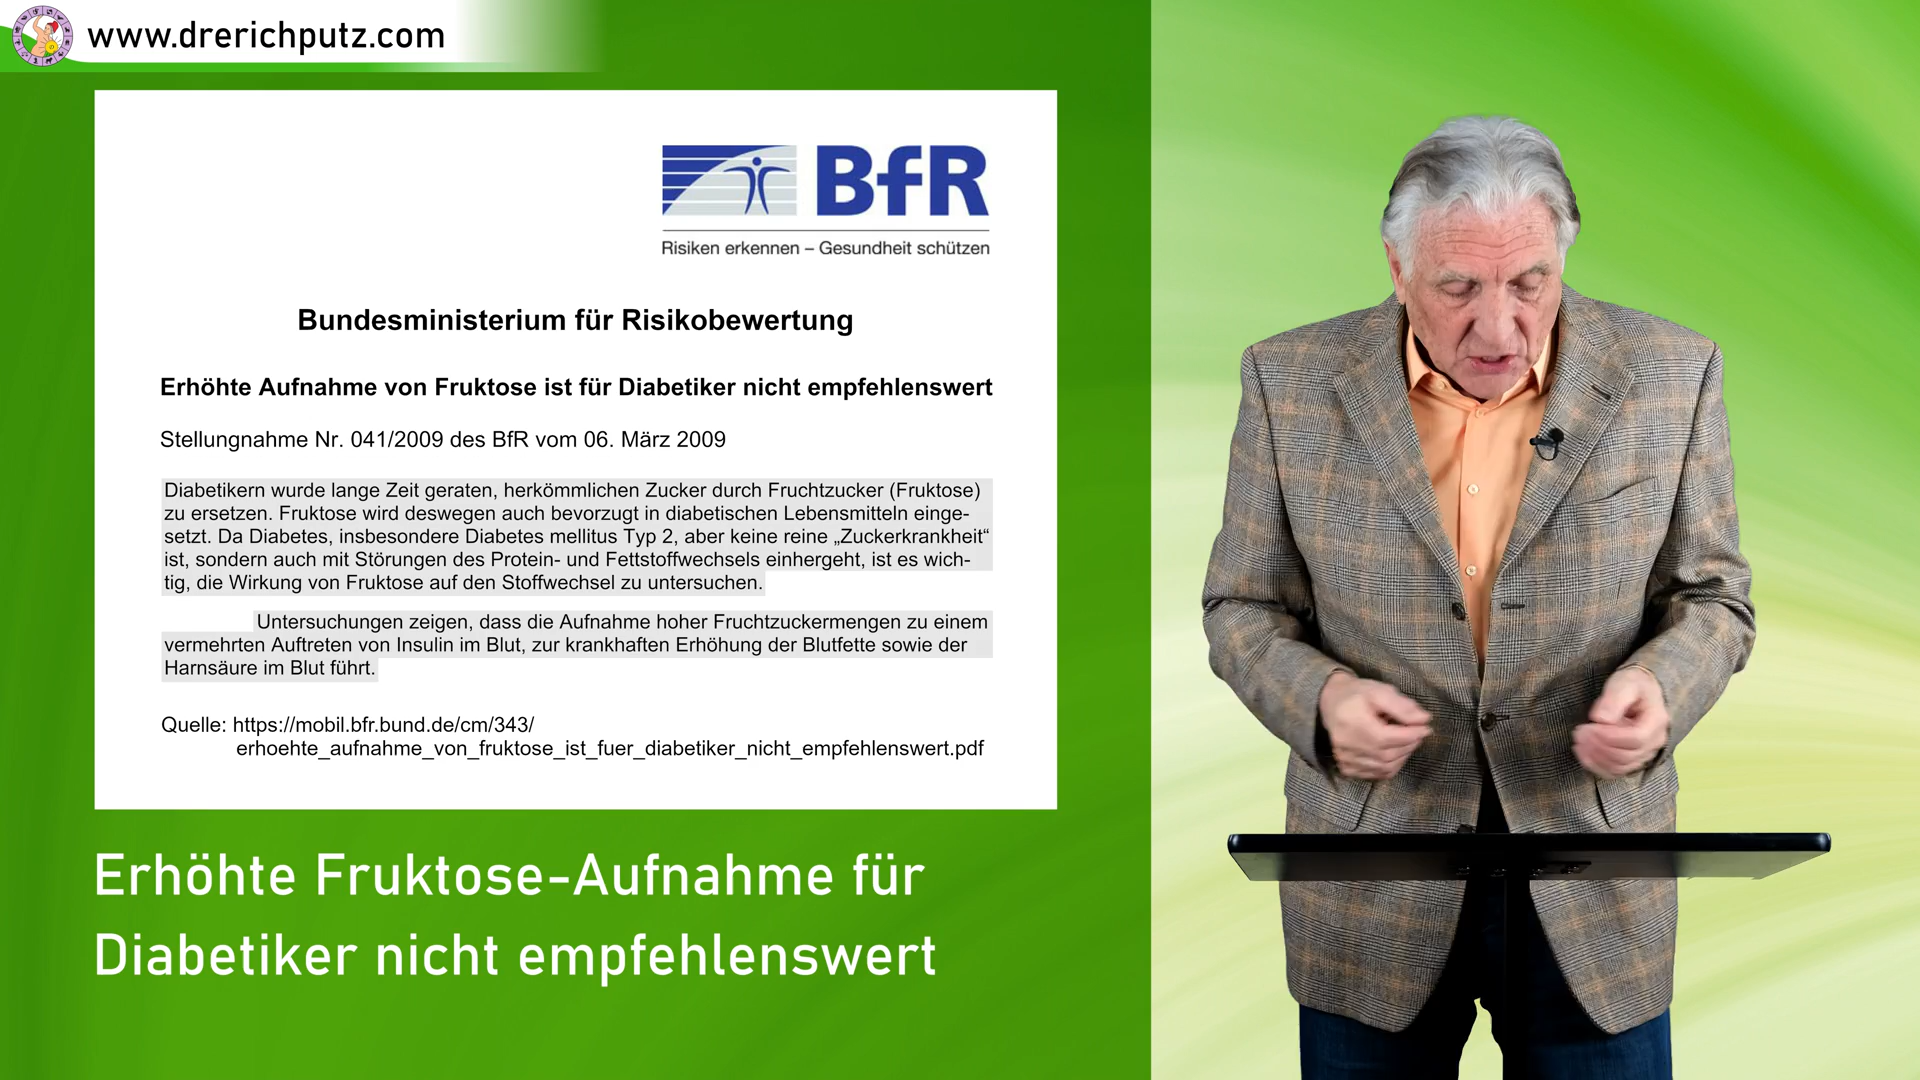 www.drerichputz.com
BfR
Risiken erkennen – Gesundheit schützen
Bundesministerium für Risikobewertung
Erhöhte Aufnahme von Fruktose ist für Diabetiker nicht empfehlenswert
Stellungnahme Nr. 041/2009 des BfR vom 06. März 2009
Diabetikern wurde lange Zeit geraten, herkömmlichen Zucker durch Fruchtzucker (Fruktose)
zu ersetzen. Fruktose wird deswegen auch bevorzugt in diabetischen Lebensmitteln einge-
setzt. Da Diabetes, insbesondere Diabetes mellitus Typ 2, aber keine reine „Zuckerkrankheit“
ist, sondern auch mit Störungen des Protein- und Fettstoffwechsels einhergeht, ist es wich-
tig, die Wirkung von Fruktose auf den Stoffwechsel zu untersuchen.
Untersuchungen zeigen, dass die Aufnahme hoher Fruchtzuckermengen zu einem
vermehrten Auftreten von Insulin im Blut, zur krankhaften Erhöhung der Blutfette sowie der
Harnsäure im Blut führt.
Quelle: https://mobil.bfr.bund.de/cm/343/
erhoehte_aufnahme_von_fruktose_ist_fuer_diabetiker_nicht_empfehlenswert.pdf
Erhöhte Fruktose-Aufnahme für
Diabetiker nicht empfehlenswert